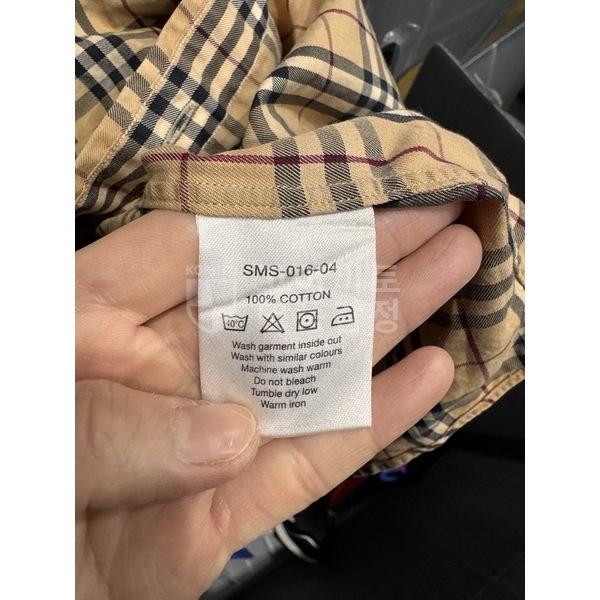 SMS-016-04
100% COTTON
40°C
Wash garment inside out
Wash with similar colours
Machine wash warm
Do not bleach
Tumble dry low
Warm iron